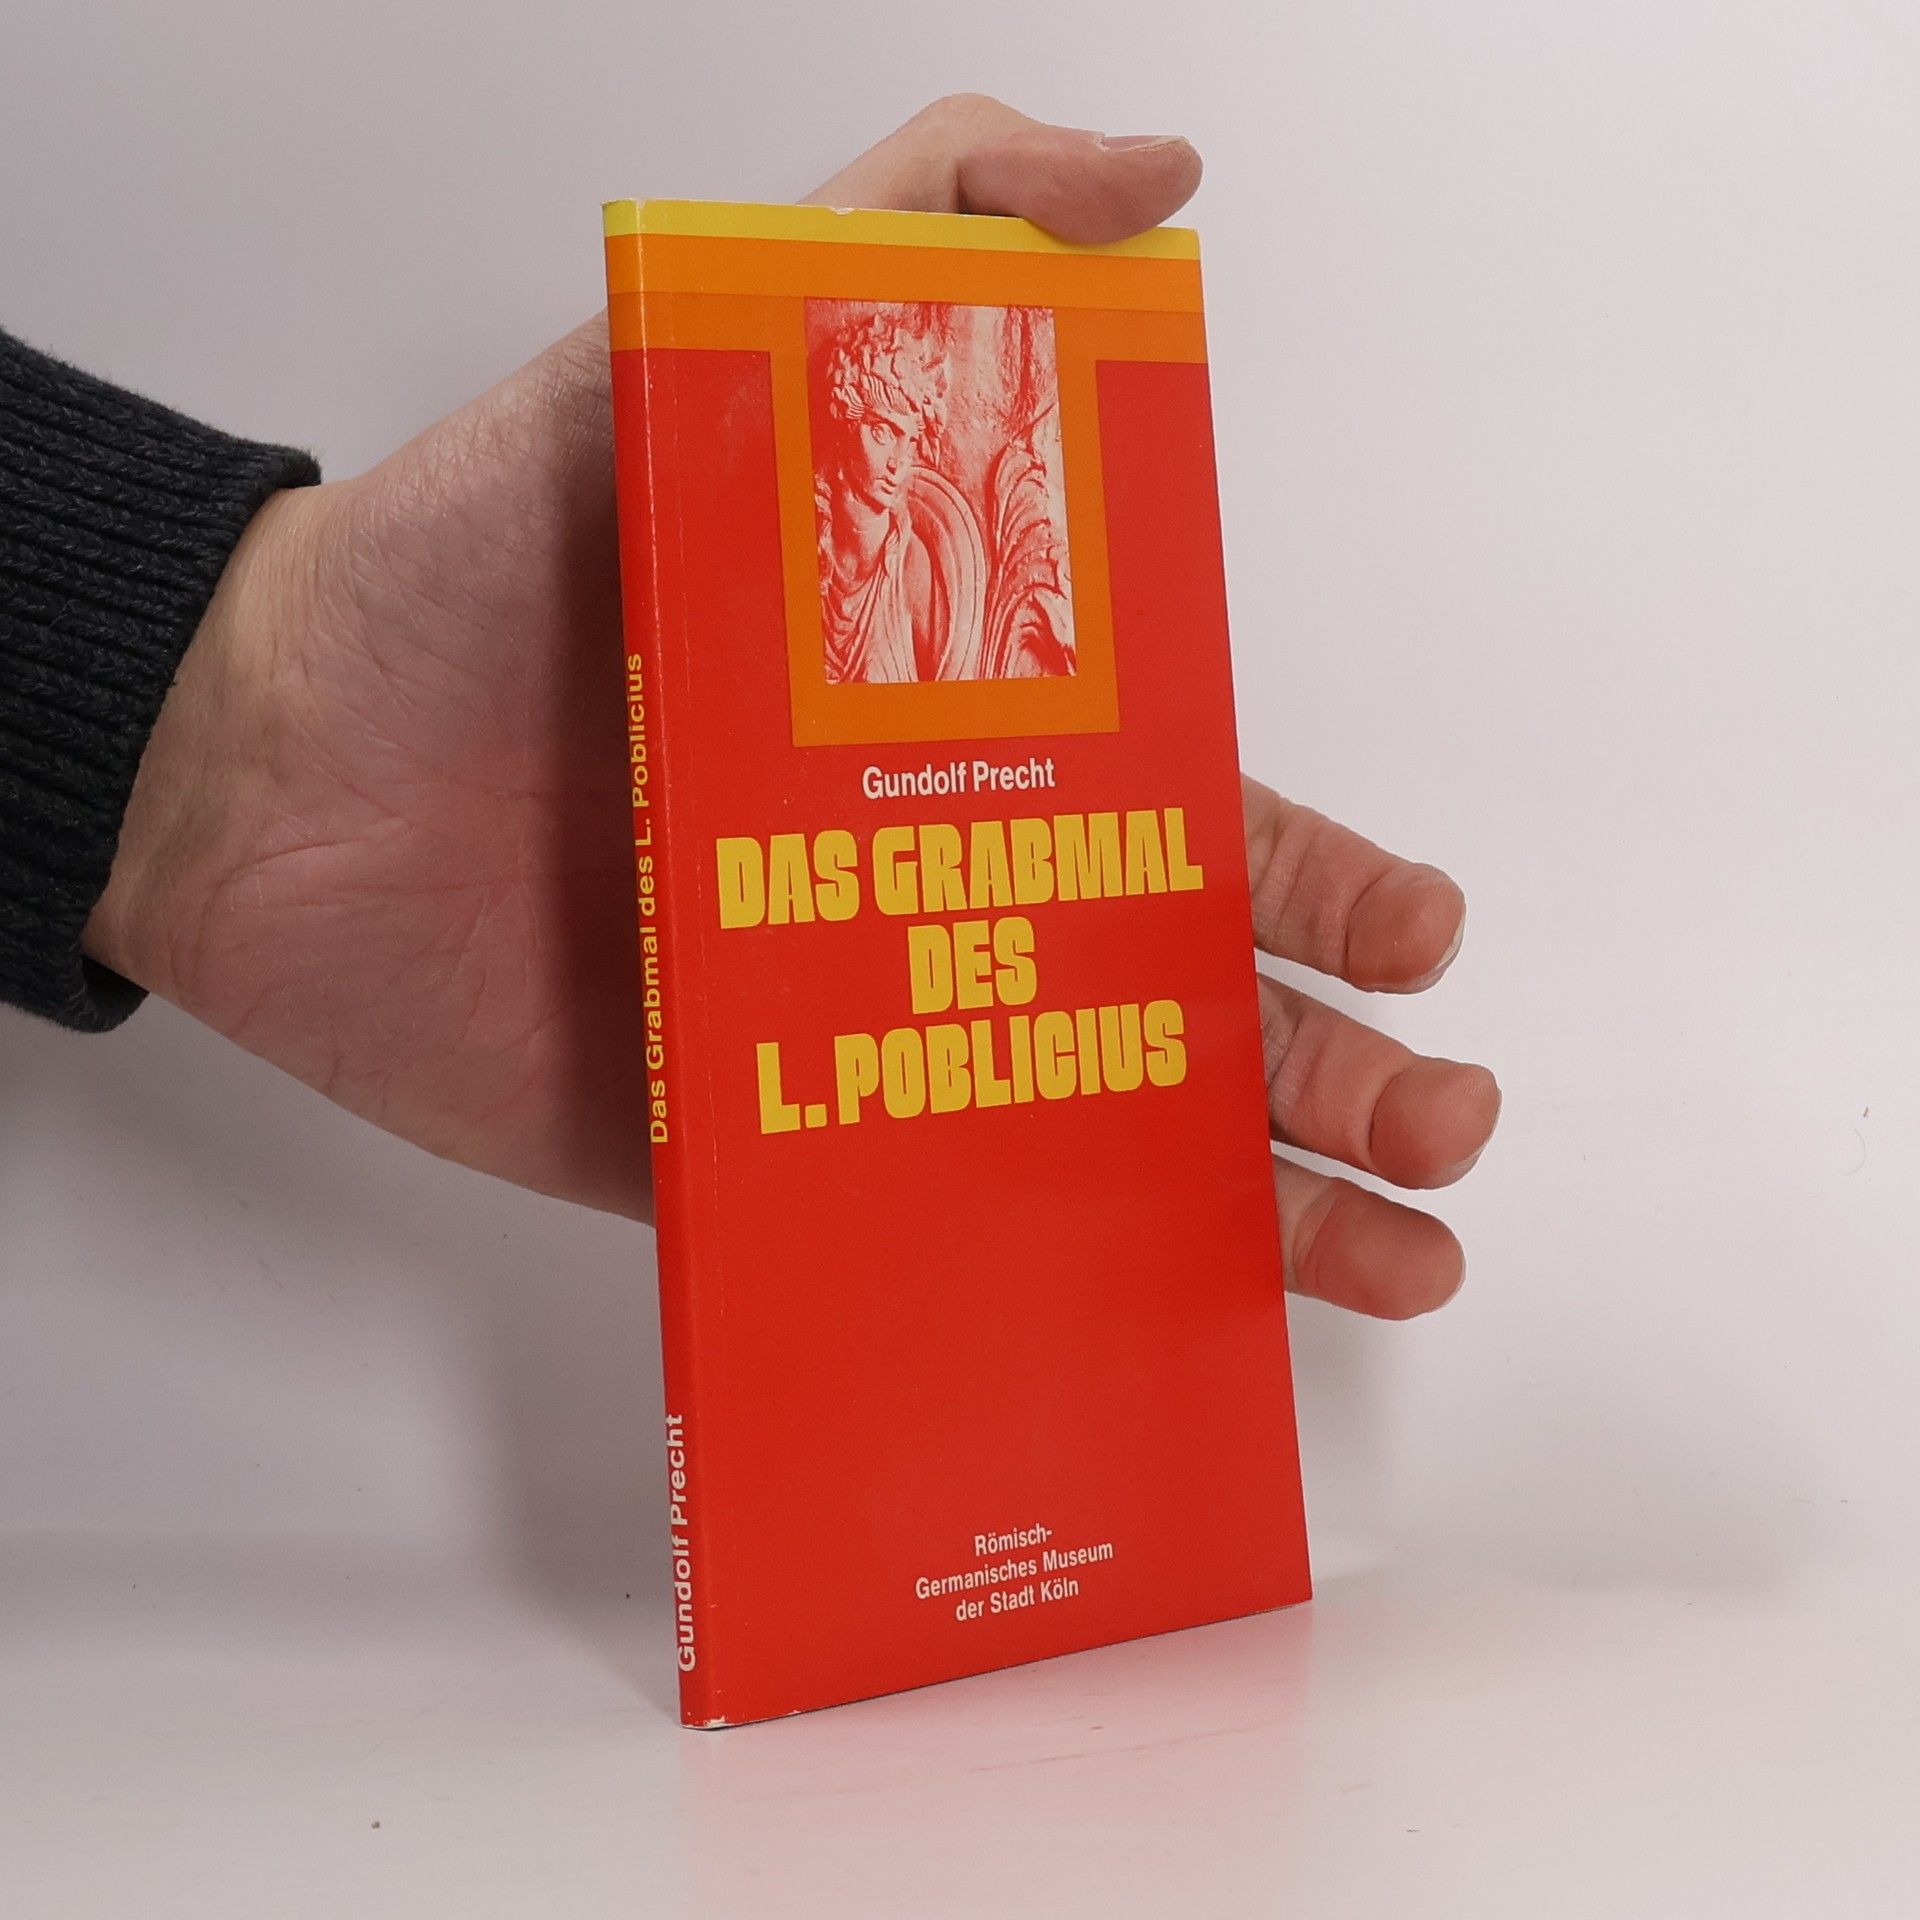 Gundolf Precht
DAS GRABMAL
DES
L. POBLICIUS
Römisch-
Germanisches Museum
der Stadt Köln
Das Grabmal des L. Poblicius
Gundolf Precht